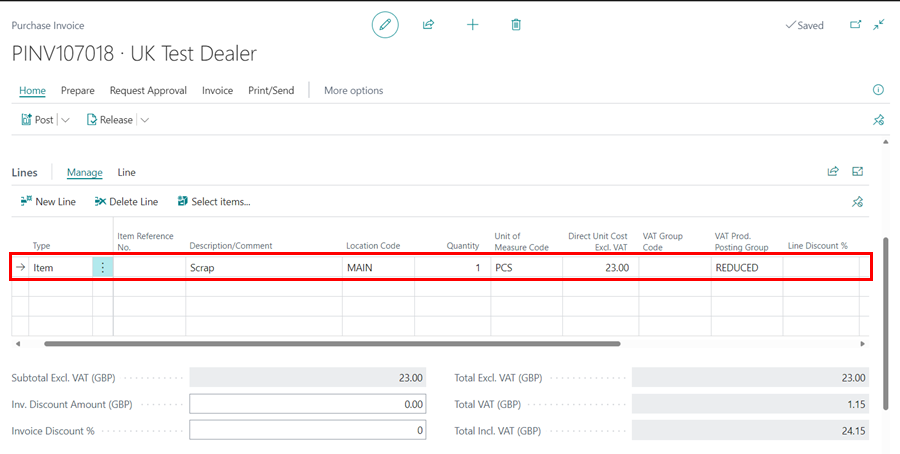 Purchase Invoice
Saved
PINV107018 · UK Test Dealer
Home Prepare Request Approval Invoice Print/Send More options
Post Release
Lines Manage Line
New Line Delete Line Select items...
Type Item Reference No. Description/Comment Location Code Quantity Unit of Measure Code Direct Unit Cost Excl. VAT VAT Group Code VAT Prod. Posting Group Line Discount %
Item Scrap MAIN 1 PCS 23.00 REDUCED
Subtotal Excl. VAT (GBP) 23.00 Total Excl. VAT (GBP) 23.00
Inv. Discount Amount (GBP) 0.00 Total VAT (GBP) 1.15
Invoice Discount % 0 Total Incl. VAT (GBP) 24.15